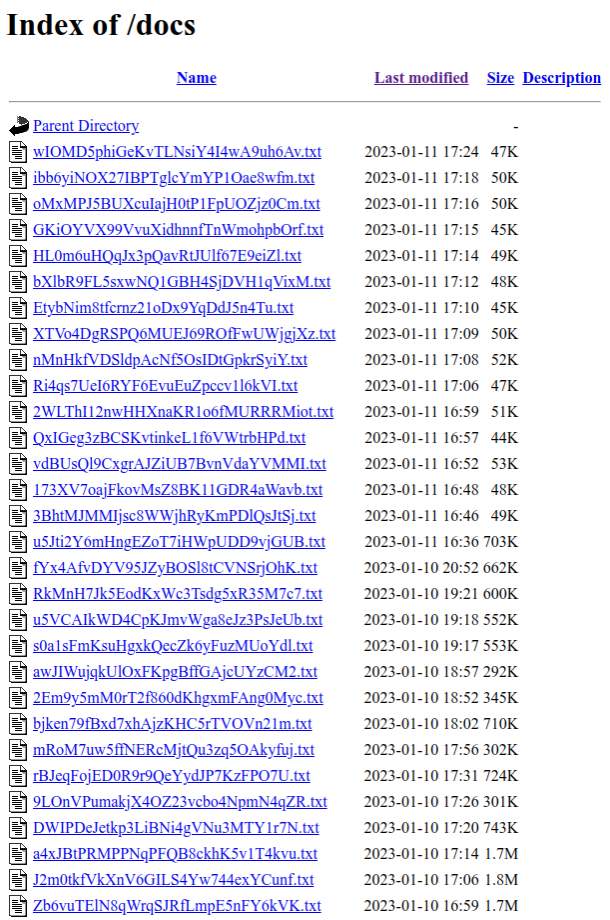 Index of /docs
Name Last modified Size Description
Parent Directory -
wIOMD5phiGeKvTLNsiY4I4wA9uh6Av.txt 2023-01-11 17:24 47K
ibb6yiNOX27IBPTglcYmYP1Oae8wfm.txt 2023-01-11 17:18 50K
oMxMPJ5BUXcuIajH0tP1FpUOZjz0Cm.txt 2023-01-11 17:16 50K
GKiOYVX99VvuXidhnnfTnWmohpbOrf.txt 2023-01-11 17:15 45K
HL0m6uHQqJx3pQavRtJUlf67E9eiZl.txt 2023-01-11 17:14 49K
bXlbR9FL5sxwNQ1GBH4SjDVH1qVixM.txt 2023-01-11 17:12 48K
EtybNim8tfcrnz21oDx9YqDdJ5n4Tu.txt 2023-01-11 17:10 45K
XTVo4DgRSPQ6MUEJ69ROfFwUWjgjXz.txt 2023-01-11 17:09 50K
nMnHkfVDSldpAcNf5OsIDtGpkrSyiY.txt 2023-01-11 17:08 52K
Ri4qs7UeI6RYF6EvuEuZpccv1l6kVI.txt 2023-01-11 17:06 47K
2WLThI12nwHHXnaKR1o6fMURRRMiot.txt 2023-01-11 16:59 51K
QxIGeg3zBCSKvtinkeL1f6VWtrbHPd.txt 2023-01-11 16:57 44K
vdBUsQl9CxgrAJZiUB7BvnVdaYVMMI.txt 2023-01-11 16:52 53K
173XV7oajFkovMsZ8BK11GDR4aWavb.txt 2023-01-11 16:48 48K
3BhtMJMMIjsc8WWjhRyKmPDlQsJtSj.txt 2023-01-11 16:46 49K
u5Jti2Y6mHngEZoT7iHWpUDD9vjGUB.txt 2023-01-11 16:36 703K
fYx4AfvDYV95JZyBOSl8tCVNSrjOhK.txt 2023-01-10 20:52 662K
RkMnH7Jk5EodKxWc3Tsdg5xR35M7c7.txt 2023-01-10 19:21 600K
u5VCAIkWD4CpKJmvWga8eJz3PsJeUb.txt 2023-01-10 19:18 552K
s0a1sFmKsuHgxkQecZk6yFuzMUoYdl.txt 2023-01-10 19:17 553K
awJIWujqkUlOxFKpgBffGAjcUYzCM2.txt 2023-01-10 18:57 292K
2Em9y5mM0rT2f860dKhgxmFAng0Myc.txt 2023-01-10 18:52 345K
bjken79fBxd7xhAjzKHC5rTVOVn21m.txt 2023-01-10 18:02 710K
mRoM7uw5ffNERcMjtQu3zq5OAkyfuj.txt 2023-01-10 17:56 302K
rBJeqFojED0R9r9QeYydJP7KzFPO7U.txt 2023-01-10 17:31 724K
9LOnVPumakjX4OZ23vcbo4NpmN4qZR.txt 2023-01-10 17:26 301K
DWIPDeJetkp3LiBNi4gVNu3MTY1r7N.txt 2023-01-10 17:20 743K
a4xJBtPRMPPNqPFQB8ckhK5v1T4kvu.txt 2023-01-10 17:14 1.7M
J2m0tkfVkXnV6GILS4Yw744exYCunf.txt 2023-01-10 17:06 1.8M
Zb6vuTElN8qWrqSJRfLmpE5nFY6kVK.txt 2023-01-10 16:59 1.7M